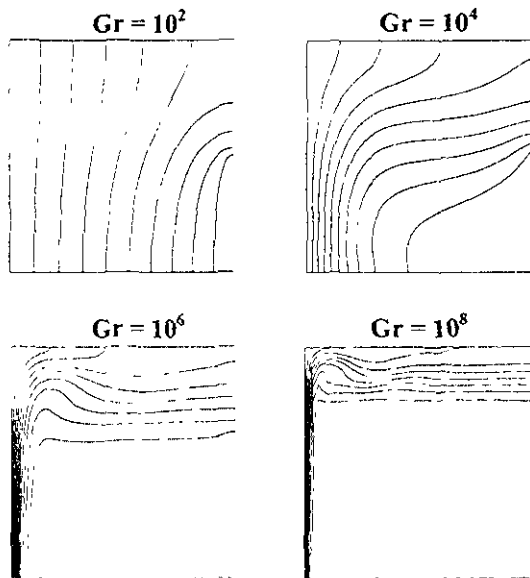 Gr = 10²
Gr = 10⁴
Gr = 10⁶
Gr = 10⁸